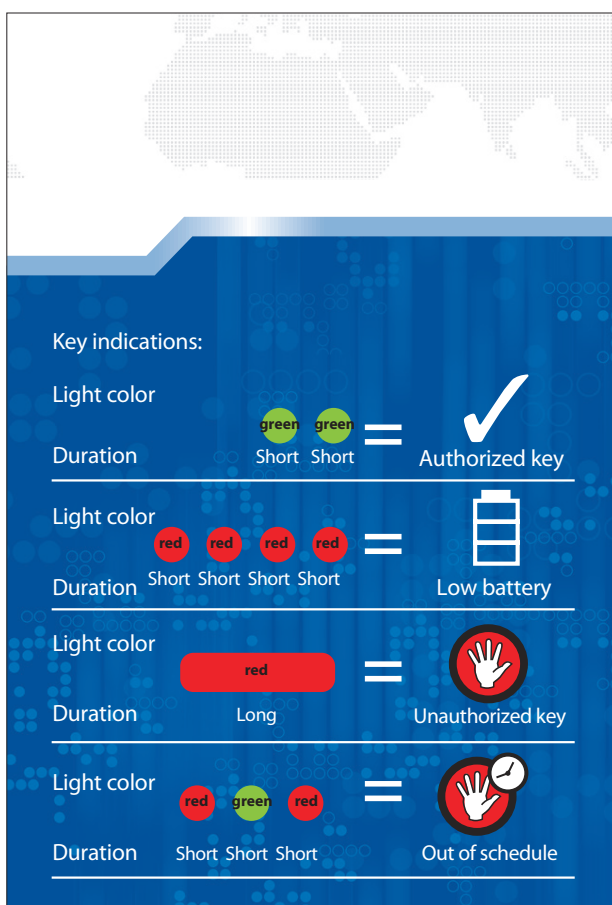 Key indications:
Light color
green green
Duration Short Short Authorized key
Light color
red red red red
Duration Short Short Short Short Low battery
Light color
red
Duration Long Unauthorized key
Light color
red green red
Duration Short Short Short Out of schedule